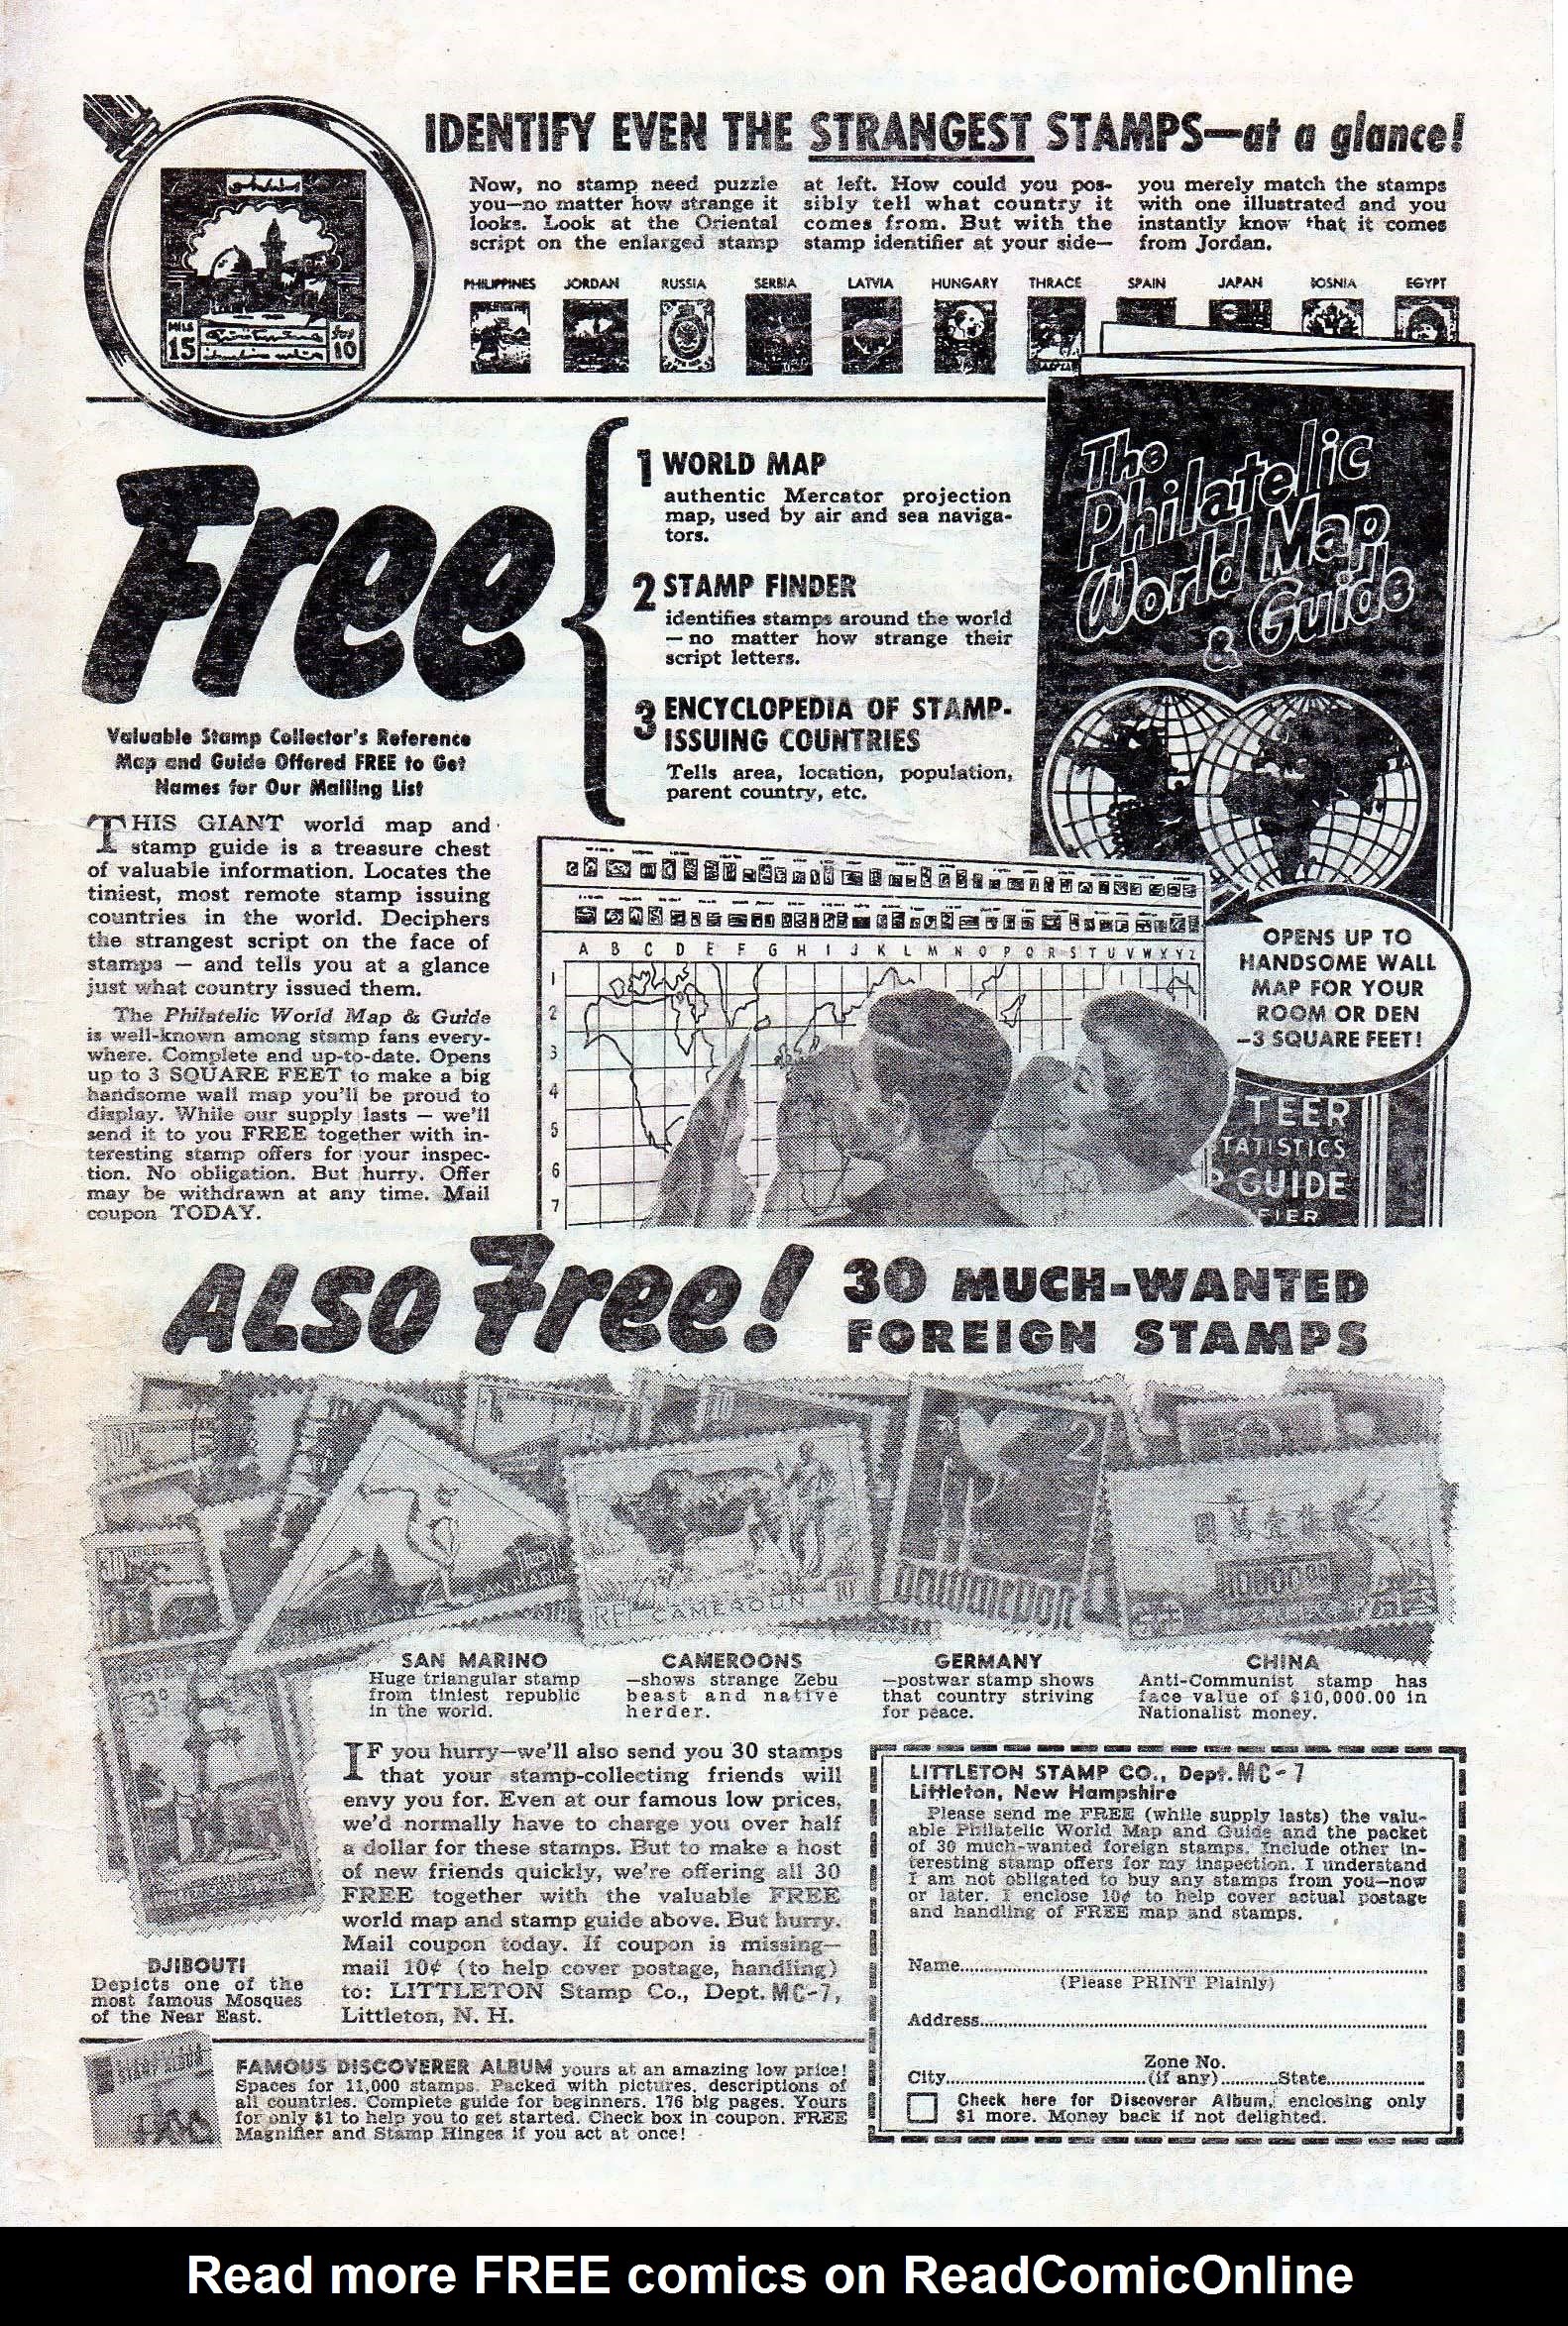 IDENTIFY EVEN THE STRANGEST STAMPS—at a glance!
Now, no stamp need puzzle
you—no matter how strange it
looks. Look at the Oriental
script on the enlarged stamp
at left. How could you pos-
sibly tell what country it
comes from. But with the
stamp identifier at your side—
you merely match the stamps
with one illustrated and you
instantly know that it comes
from Jordan.
MILS
15
10
PHILIPPINES JORDAN RUSSIA SERBIA LATVIA HUNGARY THRACE SPAIN JAPAN BOSNIA EGYPT
Free
1 WORLD MAP
authentic Mercator projection
map, used by air and sea naviga-
tors.
2 STAMP FINDER
identifies stamps around the world
— no matter how strange their
script letters.
3 ENCYCLOPEDIA OF STAMP-
ISSUING COUNTRIES
Tells area, location, population,
parent country, etc.
The
Philatelic
World Map
& Guide
Valuable Stamp Collector's Reference
Map and Guide Offered FREE to Get
Names for Our Mailing List
THIS GIANT world map and
stamp guide is a treasure chest
of valuable information. Locates the
tiniest, most remote stamp issuing
countries in the world. Deciphers
the strangest script on the face of
stamps — and tells you at a glance
just what country issued them.
The Philatelic World Map & Guide
is well-known among stamp fans every-
where. Complete and up-to-date. Opens
up to 3 SQUARE FEET to make a big
handsome wall map you'll be proud to
display. While our supply lasts — we'll
send it to you FREE together with in-
teresting stamp offers for your inspec-
tion. No obligation. But hurry. Offer
may be withdrawn at any time. Mail
coupon TODAY.
A B C D E F G H I J K L M N O P Q R S T U V W X Y Z
1
2
3
4
5
6
7
OPENS UP TO
HANDSOME WALL
MAP FOR YOUR
ROOM OR DEN
—3 SQUARE FEET!
TEER
TATISTICS
P GUIDE
FIER
ALSO Free! 30 MUCH-WANTED
FOREIGN STAMPS
RF CAMEROUN 10
2
SAN MARINO
Huge triangular stamp
from tiniest republic
in the world.
CAMEROONS
—shows strange Zebu
beast and native
herder.
GERMANY
—postwar stamp shows
that country striving
for peace.
CHINA
Anti-Communist stamp has
face value of $10,000.00 in
Nationalist money.
POSTES
DJIBOUTI
Depicts one of the
most famous Mosques
of the Near East.
IF you hurry—we'll also send you 30 stamps
that your stamp-collecting friends will
envy you for. Even at our famous low prices,
we'd normally have to charge you over half
a dollar for these stamps. But to make a host
of new friends quickly, we're offering all 30
FREE together with the valuable FREE
world map and stamp guide above. But hurry.
Mail coupon today. If coupon is missing—
mail 10¢ (to help cover postage, handling)
to: LITTLETON Stamp Co., Dept. MC-7,
Littleton, N. H.
LITTLETON STAMP CO., Dept. MC-7
Littleton, New Hampshire
Please send me FREE (while supply lasts) the valu-
able Philatelic World Map and Guide and the packet
of 30 much-wanted foreign stamps. Include other in-
teresting stamp offers for my inspection. I understand
I am not obligated to buy any stamps from you—now
or later. I enclose 10¢ to help cover actual postage
and handling of FREE map and stamps.
Name
(Please PRINT Plainly)
Address
Zone No.
City (if any) State
Check here for Discoverer Album, enclosing only
$1 more. Money back if not delighted.
FAMOUS DISCOVERER ALBUM yours at an amazing low price!
Spaces for 11,000 stamps. Packed with pictures, descriptions of
all countries. Complete guide for beginners. 176 big pages. Yours
for only $1 to help you to get started. Check box in coupon. FREE
Magnifier and Stamp Hinges if you act at once!
Read more FREE comics on ReadComicOnline